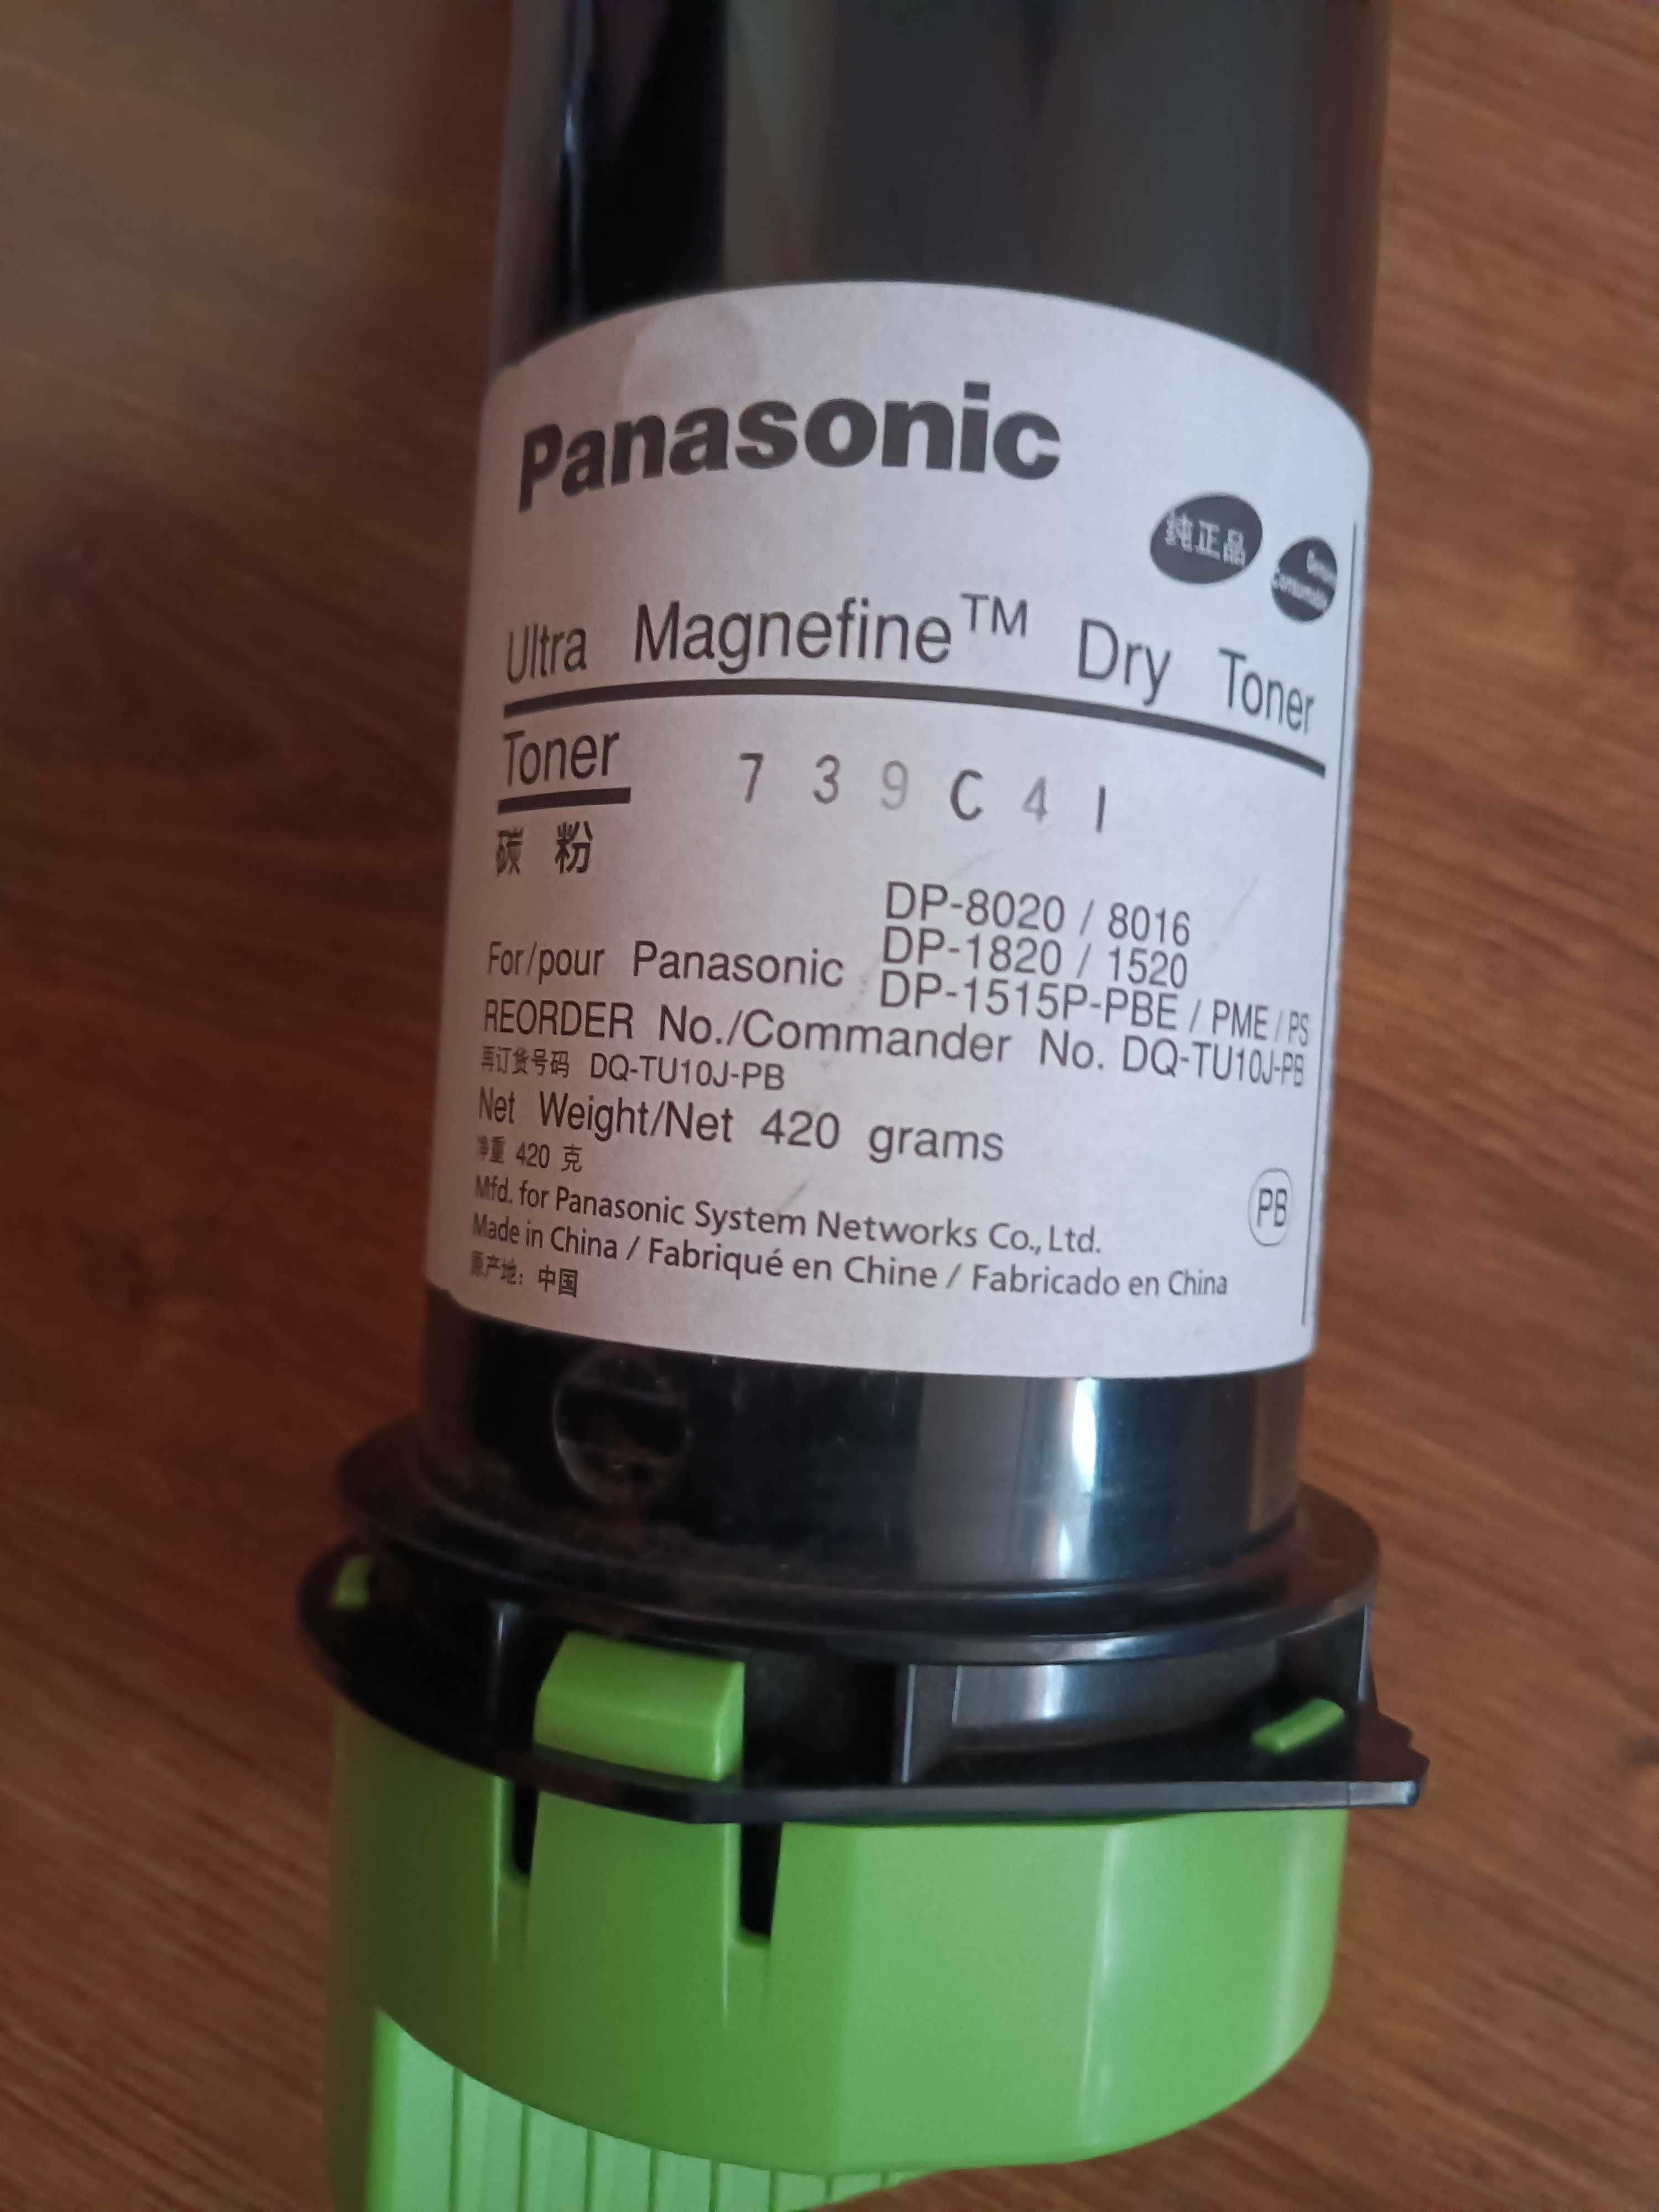 Panasonic
纯正品
Genuine
Consumable
Ultra Magnefine™ Dry Toner
Toner 739C41
碳粉
DP-8020 / 8016
DP-1820 / 1520
For/pour Panasonic DP-1515P-PBE / PME / PS
REORDER No./Commander No. DQ-TU10J-PB
再订货号码 DQ-TU10J-PB
Net Weight/Net 420 grams
净重 420 克
PB
Mfd. for Panasonic System Networks Co., Ltd.
Made in China / Fabriqué en Chine / Fabricado en China
原产地：中国